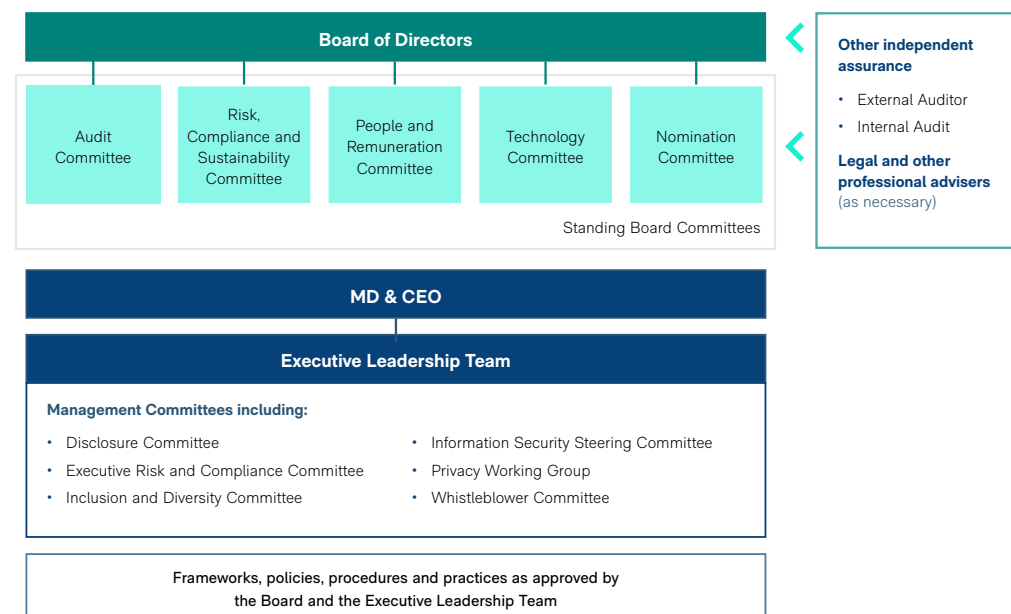 Board of Directors
Audit
Committee
Risk,
Compliance and
Sustainability
Committee
People and
Remuneration
Committee
Technology
Committee
Nomination
Committee
Standing Board Committees
Other independent
assurance
• External Auditor
• Internal Audit
Legal and other
professional advisers
(as necessary)
MD & CEO
Executive Leadership Team
Management Committees including:
• Disclosure Committee
• Executive Risk and Compliance Committee
• Inclusion and Diversity Committee
• Information Security Steering Committee
• Privacy Working Group
• Whistleblower Committee
Frameworks, policies, procedures and practices as approved by
the Board and the Executive Leadership Team